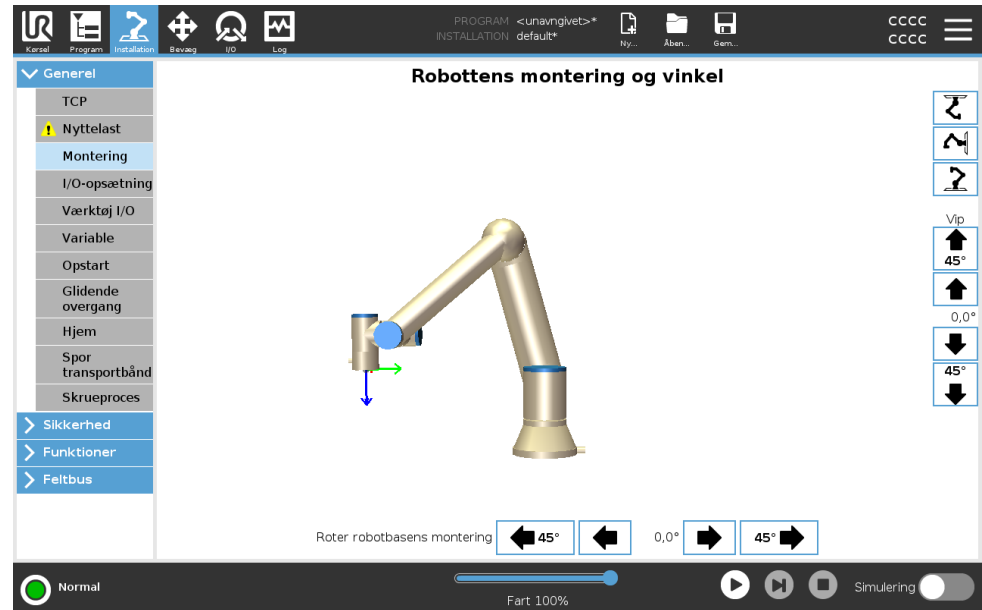 PROGRAM <unavngivet>*
INSTALLATION default*
CCCC
CCCC
Kørsel
Program
Installation
Bevæg
I/O
Log
Ny...
Åben...
Gem...
Generel
TCP
Nyttelast
Montering
I/O-opsætning
Værktøj I/O
Variable
Opstart
Glidende
overgang
Hjem
Spor
transportbånd
Skrueproces
Sikkerhed
Funktioner
Feltbus
Robottens montering og vinkel
Vip
45°
0,0°
45°
Roter robotbasens montering
45°
0,0°
45°
Normal
Fart 100%
Simulering